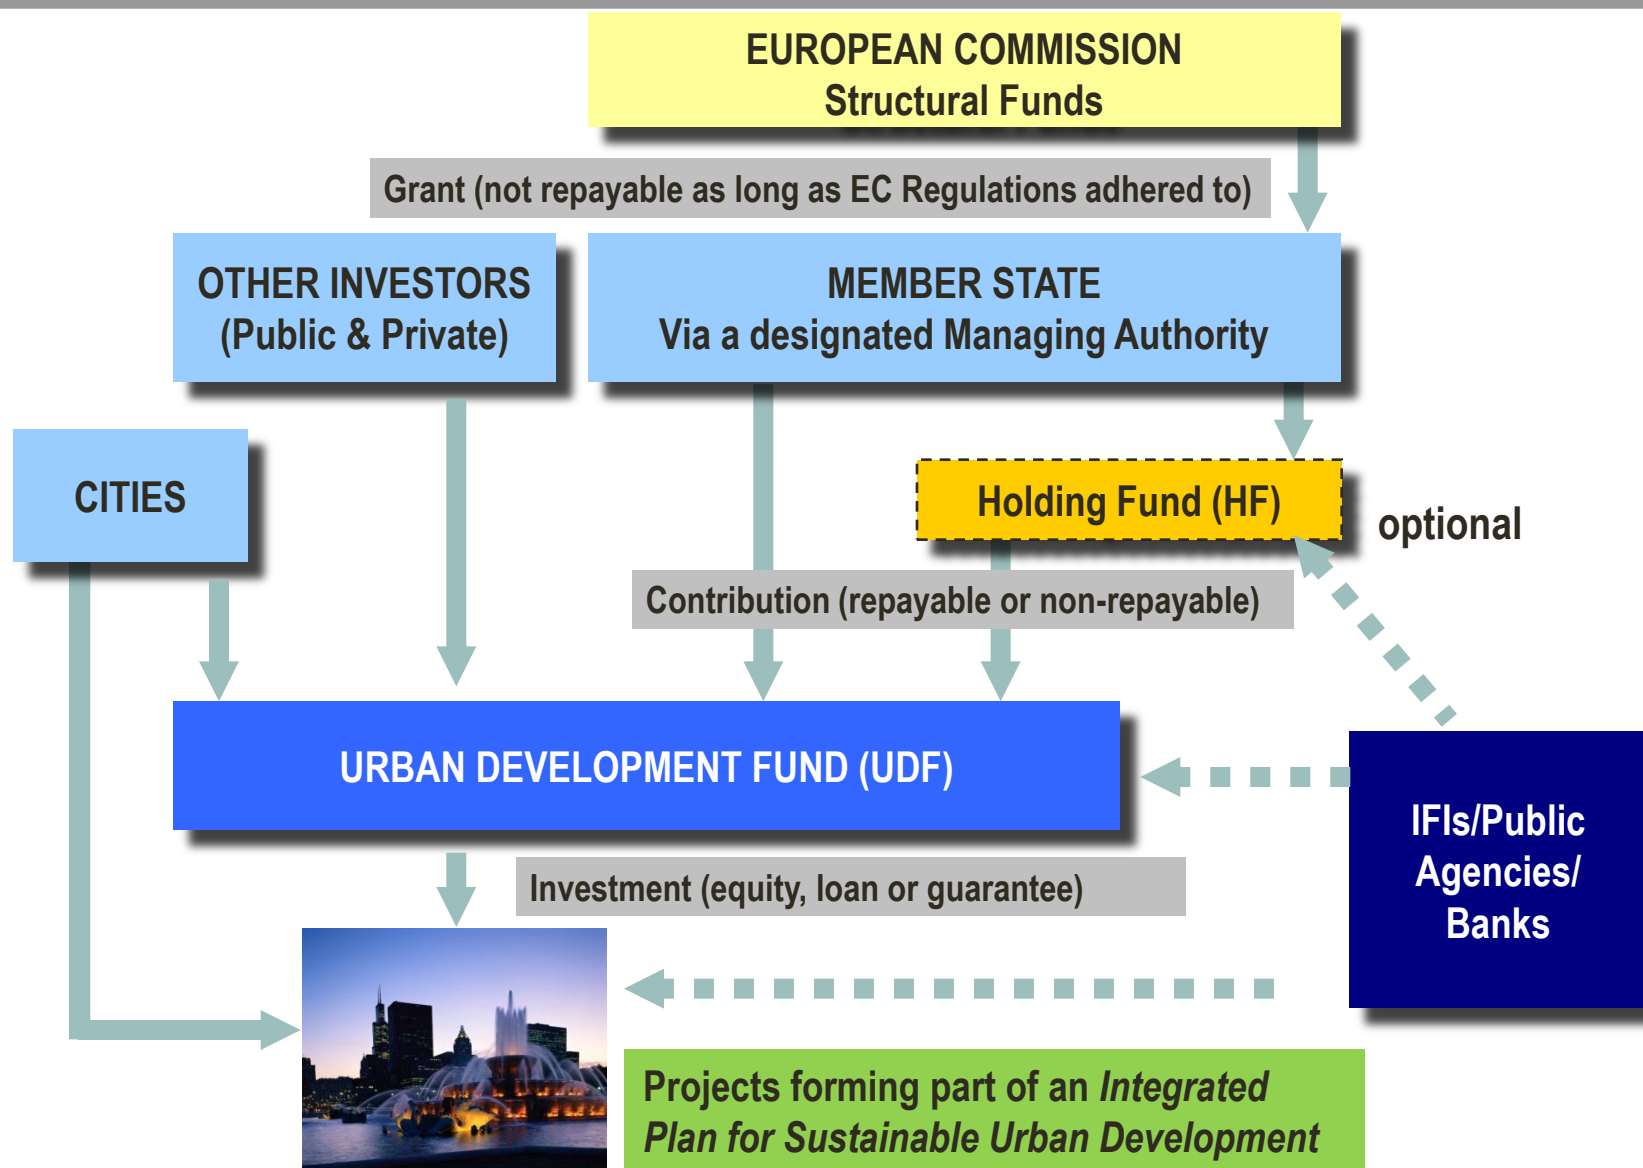 EUROPEAN COMMISSION
Structural Funds
Grant (not repayable as long as EC Regulations adhered to)
OTHER INVESTORS
(Public & Private)
MEMBER STATE
Via a designated Managing Authority
CITIES
Holding Fund (HF)
optional
Contribution (repayable or non-repayable)
URBAN DEVELOPMENT FUND (UDF)
IFIs/Public
Agencies/
Banks
Investment (equity, loan or guarantee)
Projects forming part of an Integrated
Plan for Sustainable Urban Development